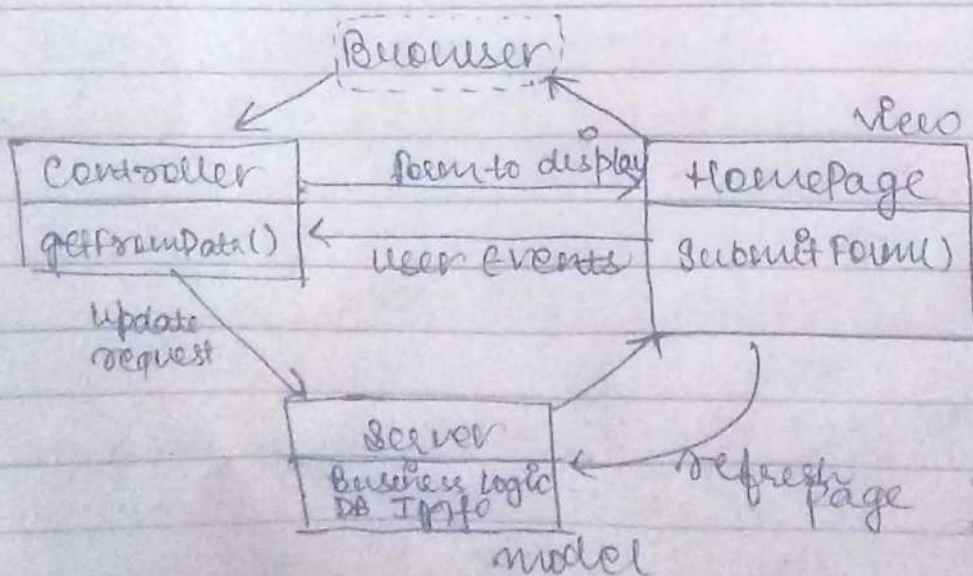 Browser
View
Controller
form to display
HomePage
getFromData()
user events
SubmitForm()
update
request
Server
Business Logic
DB Info
refresh
page
model